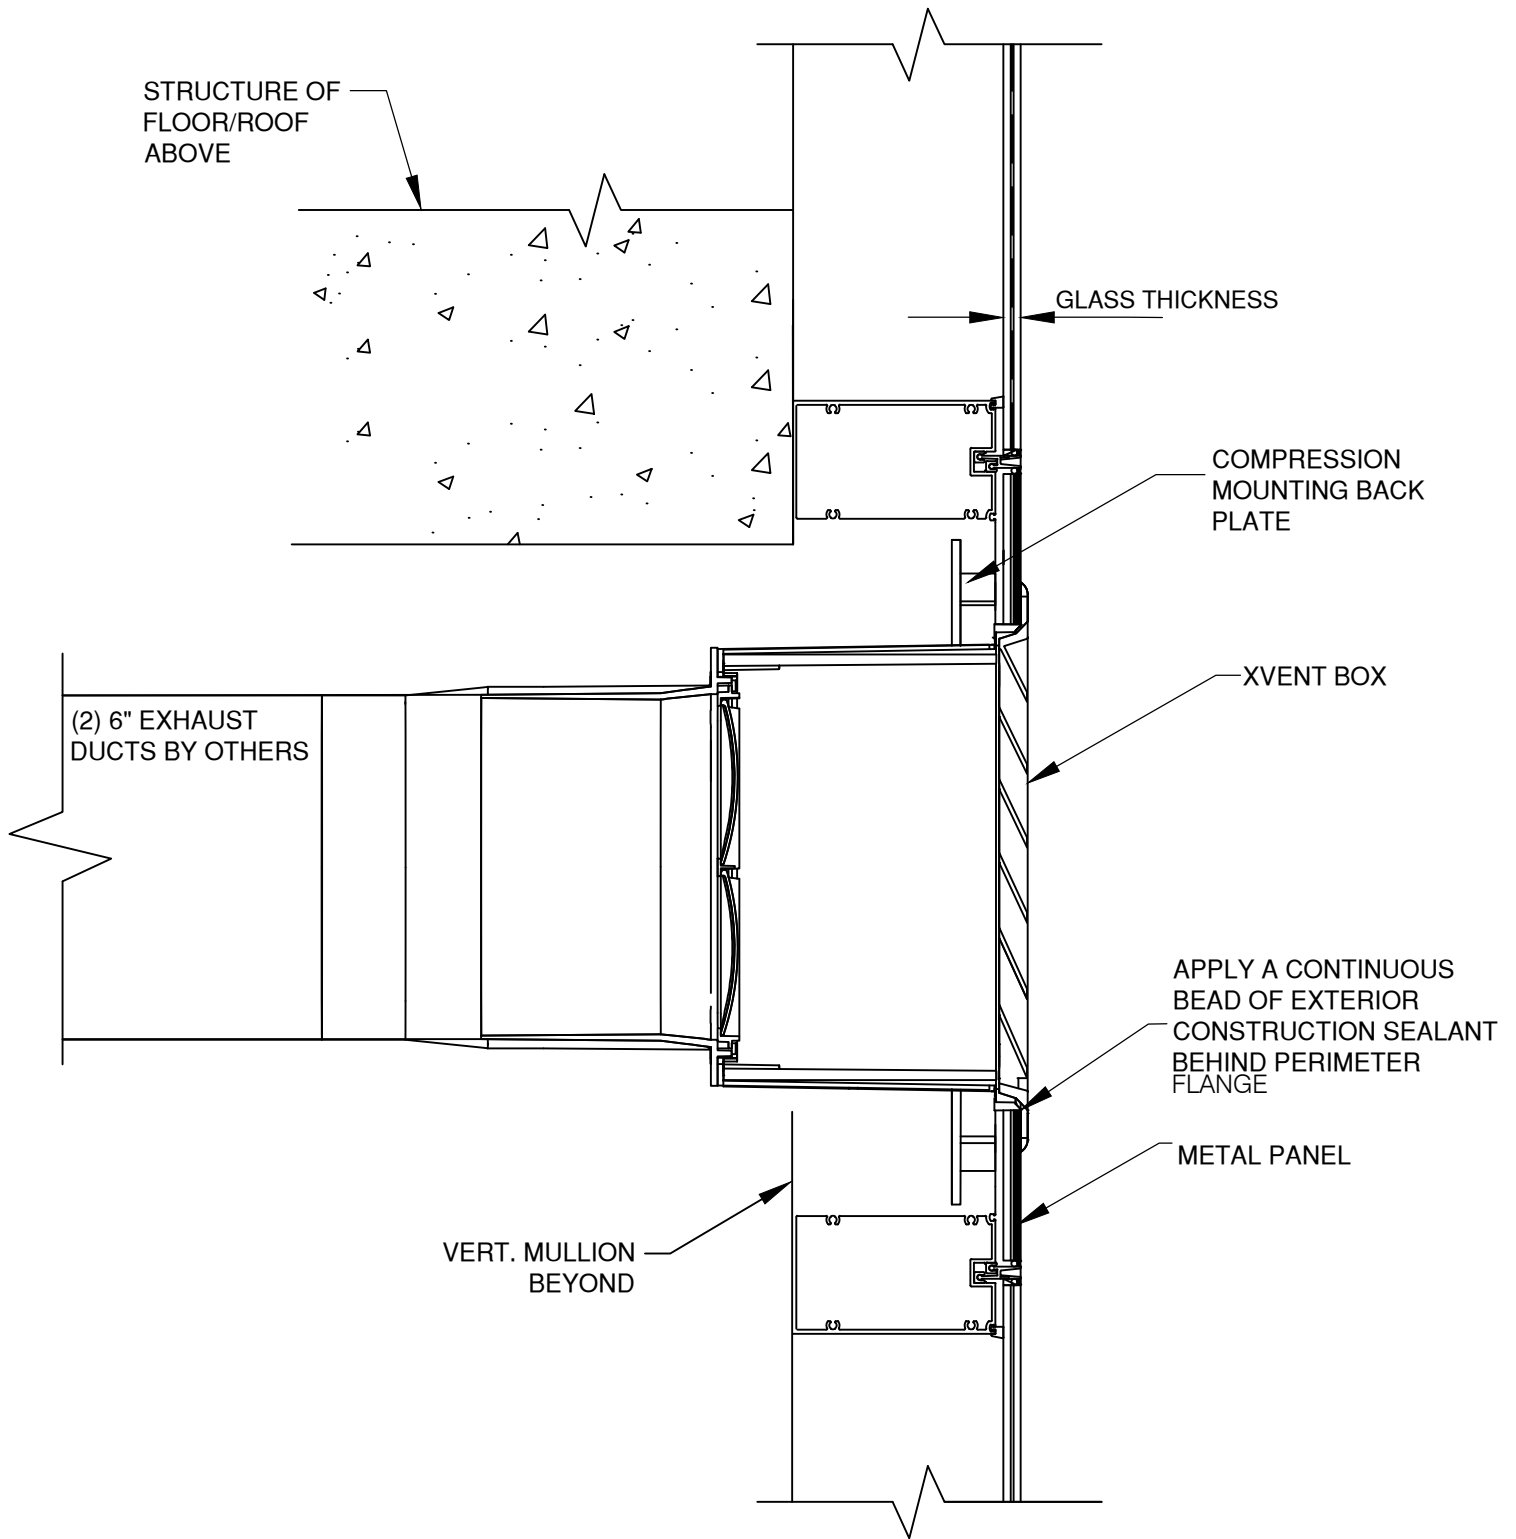 STRUCTURE OF
FLOOR/ROOF
ABOVE
GLASS THICKNESS
COMPRESSION
MOUNTING BACK
PLATE
XVENT BOX
(2) 6" EXHAUST
DUCTS BY OTHERS
APPLY A CONTINUOUS
BEAD OF EXTERIOR
CONSTRUCTION SEALANT
BEHIND PERIMETER
FLANGE
METAL PANEL
VERT. MULLION
BEYOND